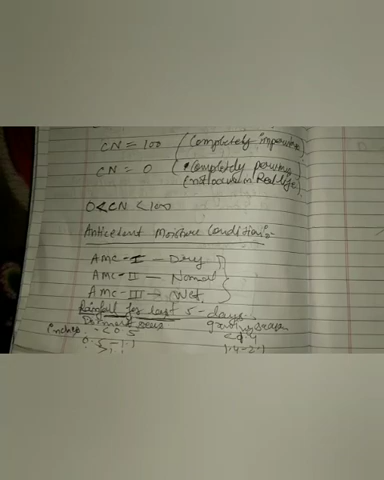 CN = 100 (Completely impervious)
CN = 0 (Completely pervious
(not occur in Real life)
0 < CN < 100
Antecedent Moisture Condition:-
AMC - I - Dry
AMC - II - Normal
AMC - III - Wet
Rainfall for last 5-days.
Dormant season growing season
inches < 0.5
0.5 - 1.1 1.4 - 2.1
> 1.1